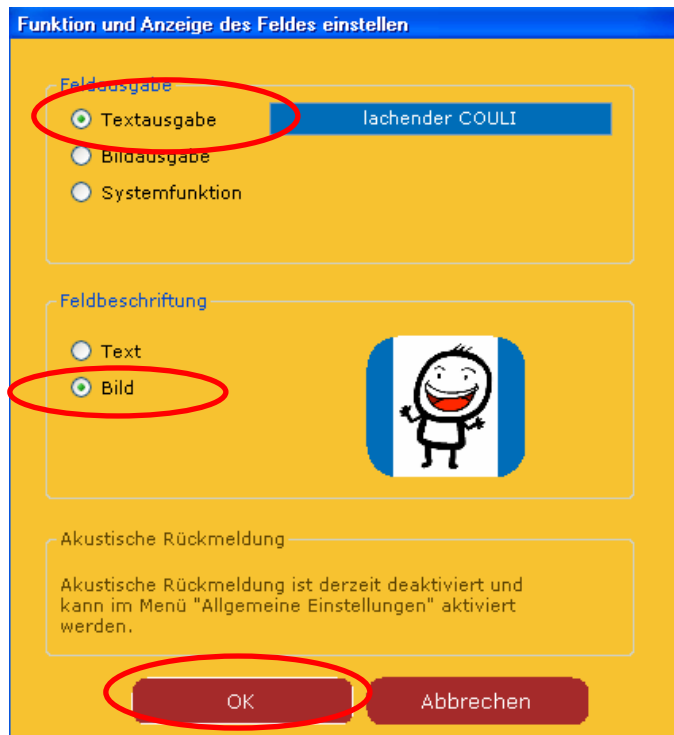 Funktion und Anzeige des Feldes einstellen
Feldausgabe
Textausgabe
lachender COULI
Bildausgabe
Systemfunktion
Feldbeschriftung
Text
Bild
Akustische Rückmeldung
Akustische Rückmeldung ist derzeit deaktiviert und
kann im Menü "Allgemeine Einstellungen" aktiviert
werden.
OK
Abbrechen